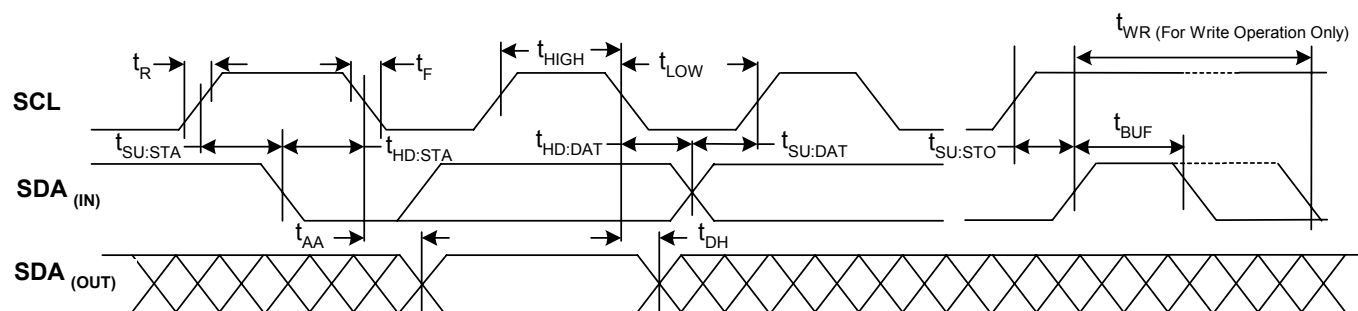 tWR (For Write Operation Only)
tR
tF
tHIGH
tLOW
SCL
tSU:STA
tHD:STA
tHD:DAT
tSU:DAT
tSU:STO
tBUF
SDA (IN)
tAA
tDH
SDA (OUT)